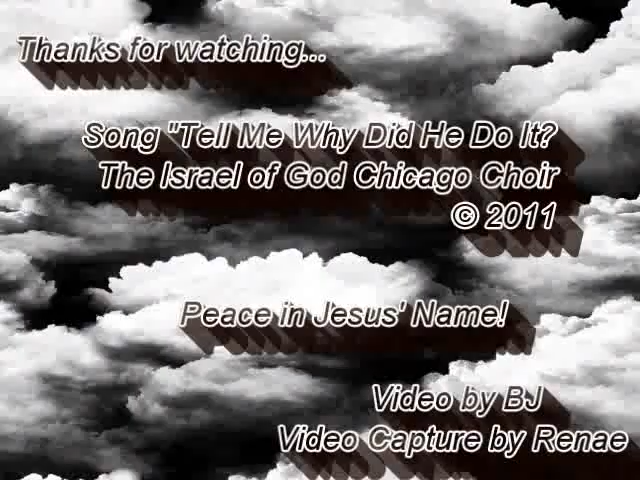 Thanks for watching...
Song "Tell Me Why Did He Do It?
The Israel of God Chicago Choir
© 2011
Peace in Jesus' Name!
Video by BJ
Video Capture by Renae